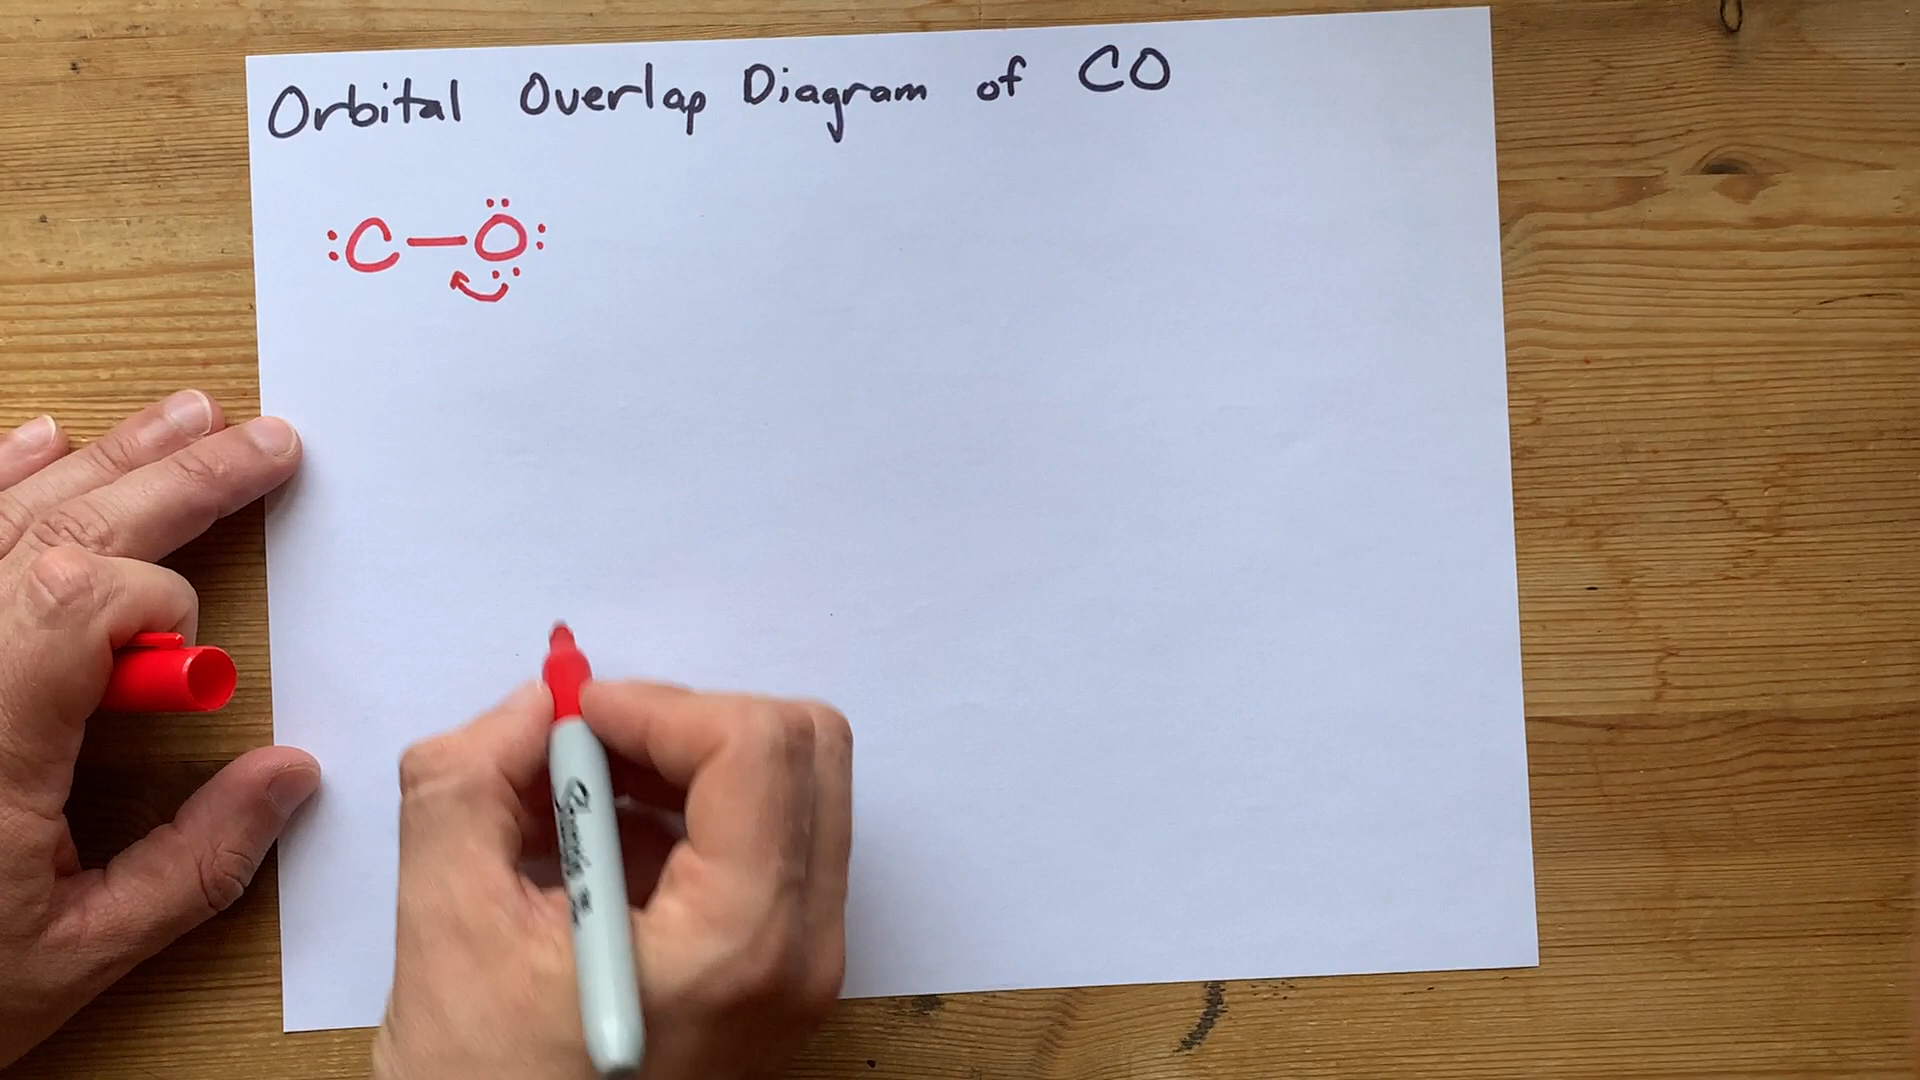 Orbital Overlap Diagram of CO
:C—O: